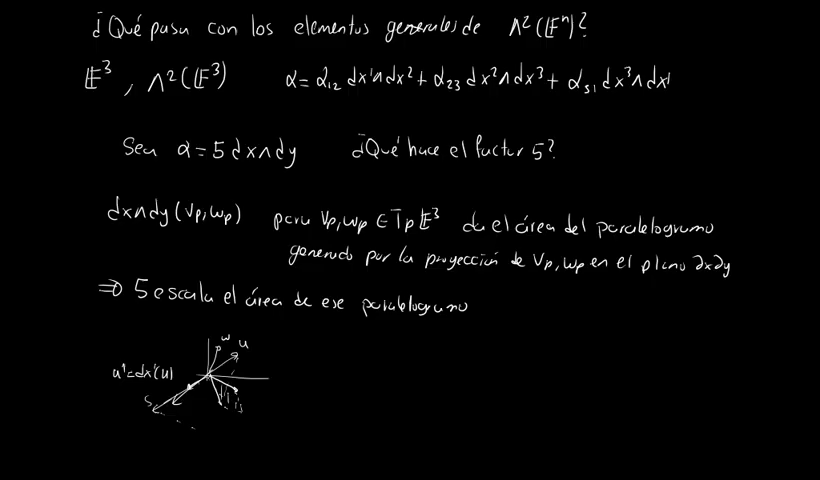 ¿Qué pasa con los elementos generales de Λ²(𝔼ⁿ)?
𝔼³, Λ²(𝔼³) α = α₁₂ dx¹∧dx² + α₂₃ dx²∧dx³ + α₃₁ dx³∧dx¹
Sea α = 5 dx∧dy ¿Qué hace el factor 5?
dx∧dy (vₚ, wₚ) para vₚ, wₚ ∈ Tₚ𝔼³ da el área del paralelogramo
generado por la proyección de vₚ, wₚ en el plano ∂x∂y
⇒ 5 escala el área de ese paralelogramo
w u
u¹ = dx¹(u)
5